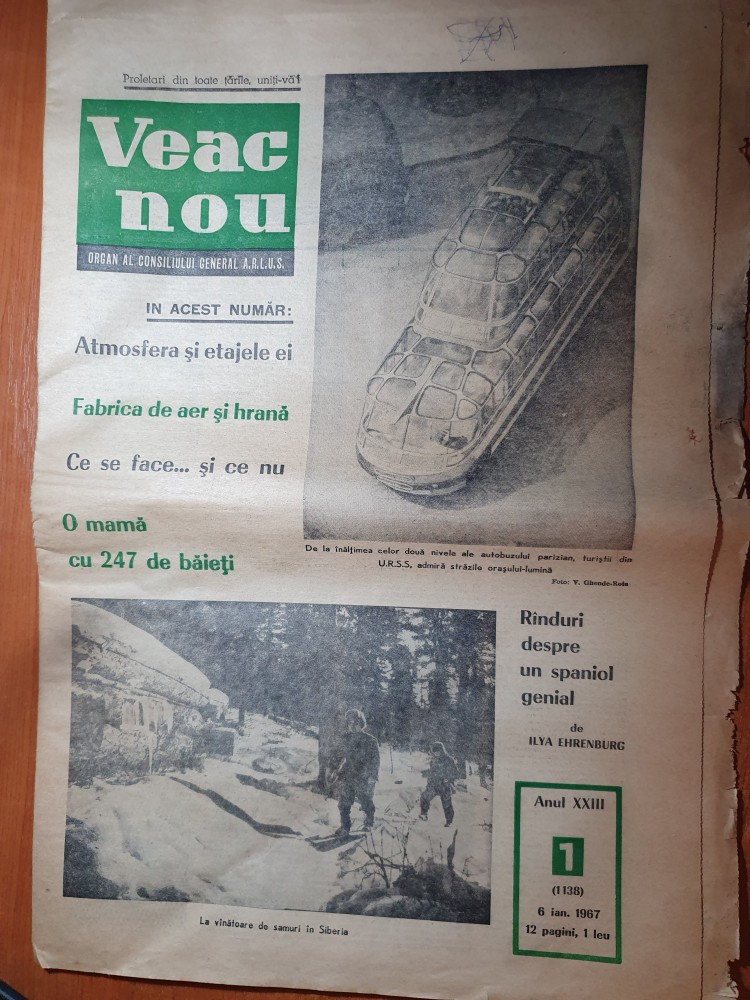 Proletari din toate țările, uniți-vă!
Veac
nou
ORGAN AL CONSILIULUI GENERAL A.R.L.U.S.
IN ACEST NUMĂR:
Atmosfera și etajele ei
Fabrica de aer și hrană
Ce se face... și ce nu
O mamă
cu 247 de băieți
De la înălțimea celor două nivele ale autobuzului parizian, turiștii din
U.R.S.S. admiră străzile orașului-lumină
Foto: V. Ghende-Rote
La vînătoare de samuri în Siberia
Rînduri
despre
un spaniol
genial
de
ILYA EHRENBURG
Anul XXIII
1
(1138)
6 ian. 1967
12 pagini, 1 leu